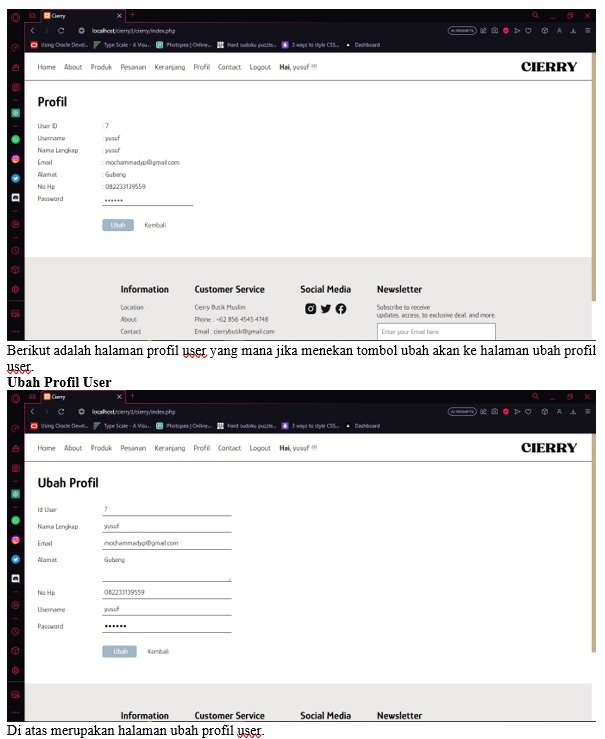 Cierry
localhost/cierry3/cierry/index.php
AI PROMPTS
Using Oracle Devel... Type Scale - A Visu... Photopea | Online... Hard sudoku puzzle... 3 ways to style CSS... Dashboard
Home About Produk Pesanan Keranjang Profil Contact Logout Hai, yusuf !!!
CIERRY
Profil
User ID : 7
Username : yusuf
Nama Lengkap : yusuf
Email : mochammadyp@gmail.com
Alamat : Gubeng
No Hp : 082233139559
Password ••••••
Ubah Kembali
Information Customer Service Social Media Newsletter
Location Cierry Butik Muslim Subscribe to receive
About Phone : +62 856 4545 4748 updates, access, to exclusive deal, and more.
Contact Email : cierrybutik@gmail.com Enter your Email here
Berikut adalah halaman profil user yang mana jika menekan tombol ubah akan ke halaman ubah profil
user.
Ubah Profil User
Cierry
localhost/cierry3/cierry/index.php
AI PROMPTS
Using Oracle Devel... Type Scale - A Visu... Photopea | Online... Hard sudoku puzzle... 3 ways to style CSS... Dashboard
Home About Produk Pesanan Keranjang Profil Contact Logout Hai, yusuf !!!
CIERRY
Ubah Profil
Id User 7
Nama Lengkap yusuf
Email mochammadyp@gmail.com
Alamat Gubeng
No Hp 082233139559
Username yusuf
Password ••••••
Ubah Kembali
Information Customer Service Social Media Newsletter
Di atas merupakan halaman ubah profil user.